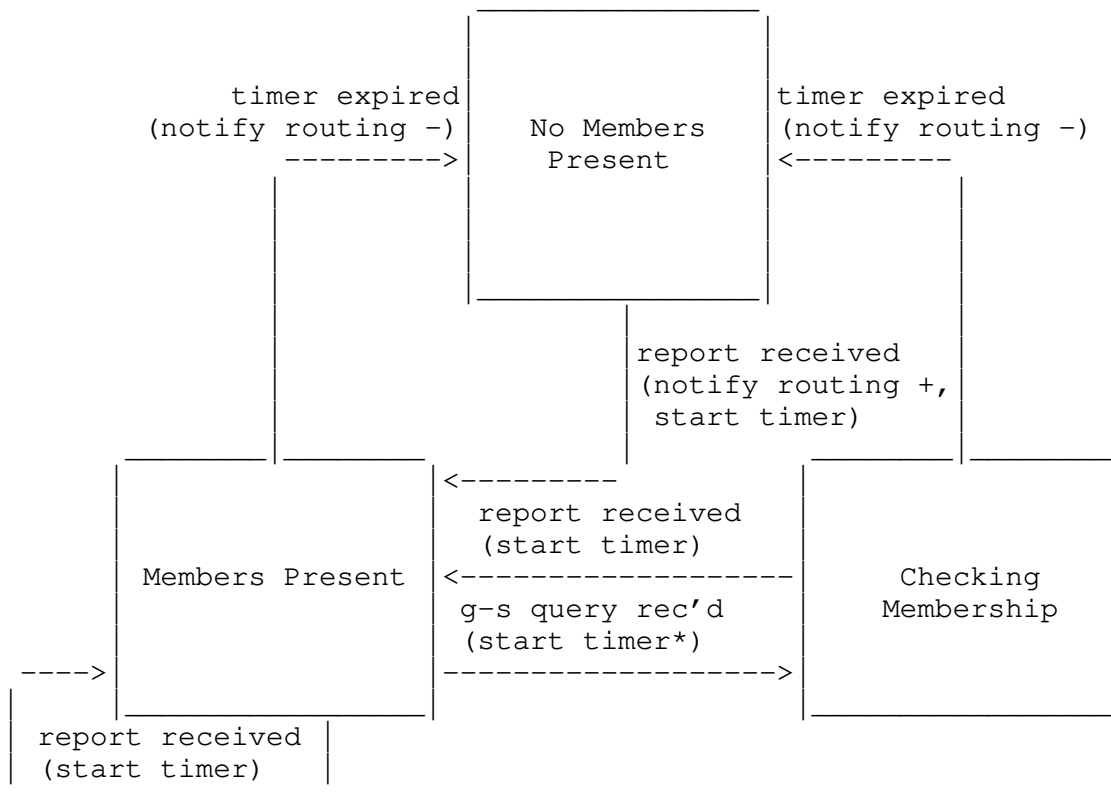 timer expired
(notify routing -)
No Members
Present
timer expired
(notify routing -)
report received
(notify routing +,
start timer)
report received
(start timer)
Members Present
Checking
Membership
g-s query rec'd
(start timer*)
report received
(start timer)